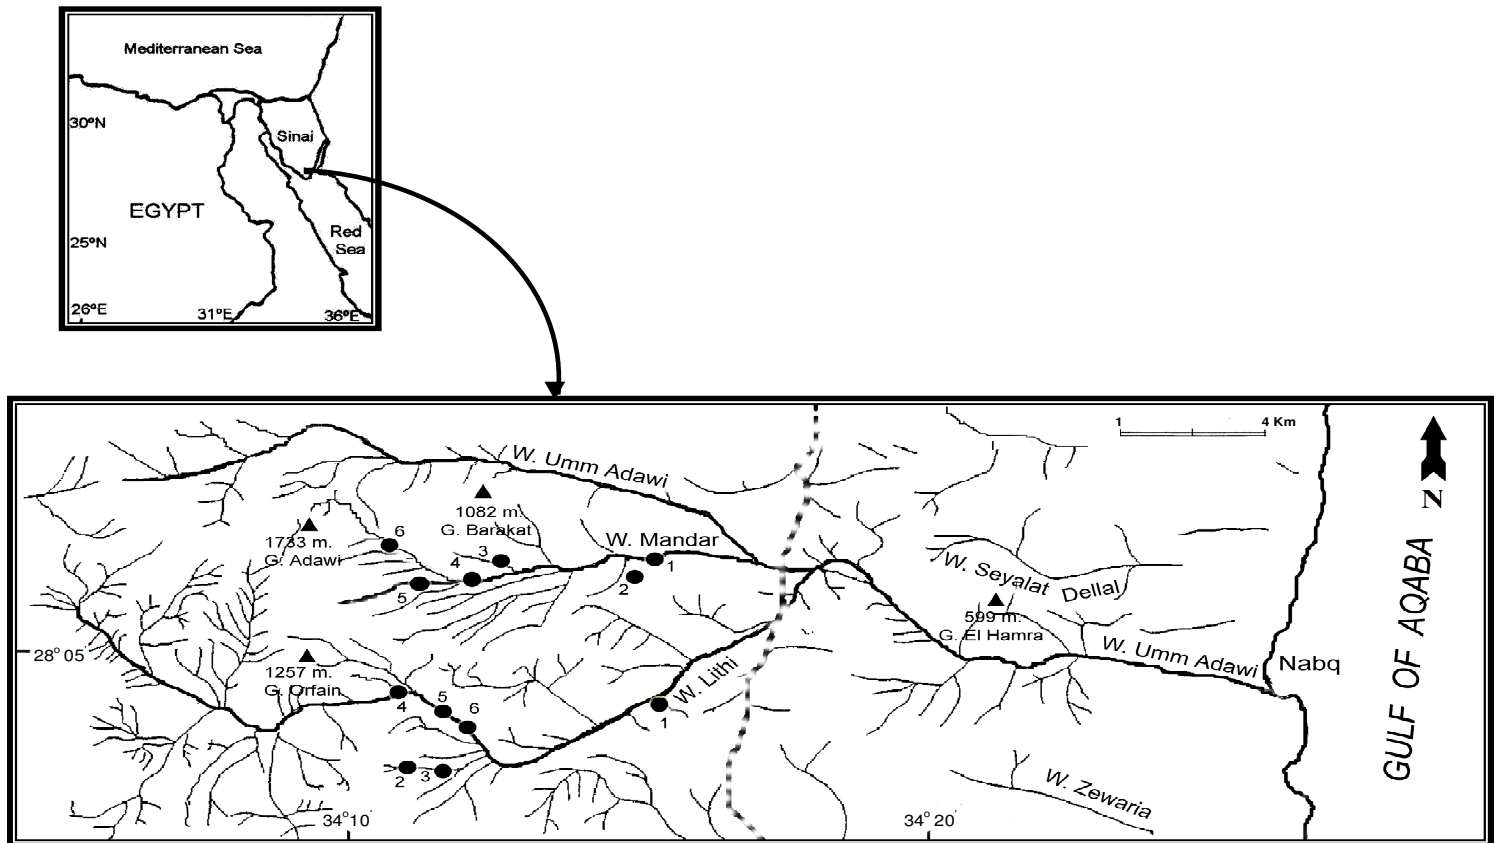 Mediterranean Sea
30ºN
Sinai
EGYPT
Red
Sea
25ºN
26ºE
31ºE
36ºE
1
4 Km
N
W. Umm Adawi
1082 m.
G. Barakat
1733 m.
G. Adawi
6
W. Mandar
3
4
1
2
5
W. Seyalat Dellal
599 m.
G. El Hamra
W. Umm Adawi
Nabq
GULF OF AQABA
28° 05
1257 m.
G. Orfain
W. Lithi
4
5
6
1
2
3
W. Zewaria
34° 10
34° 20